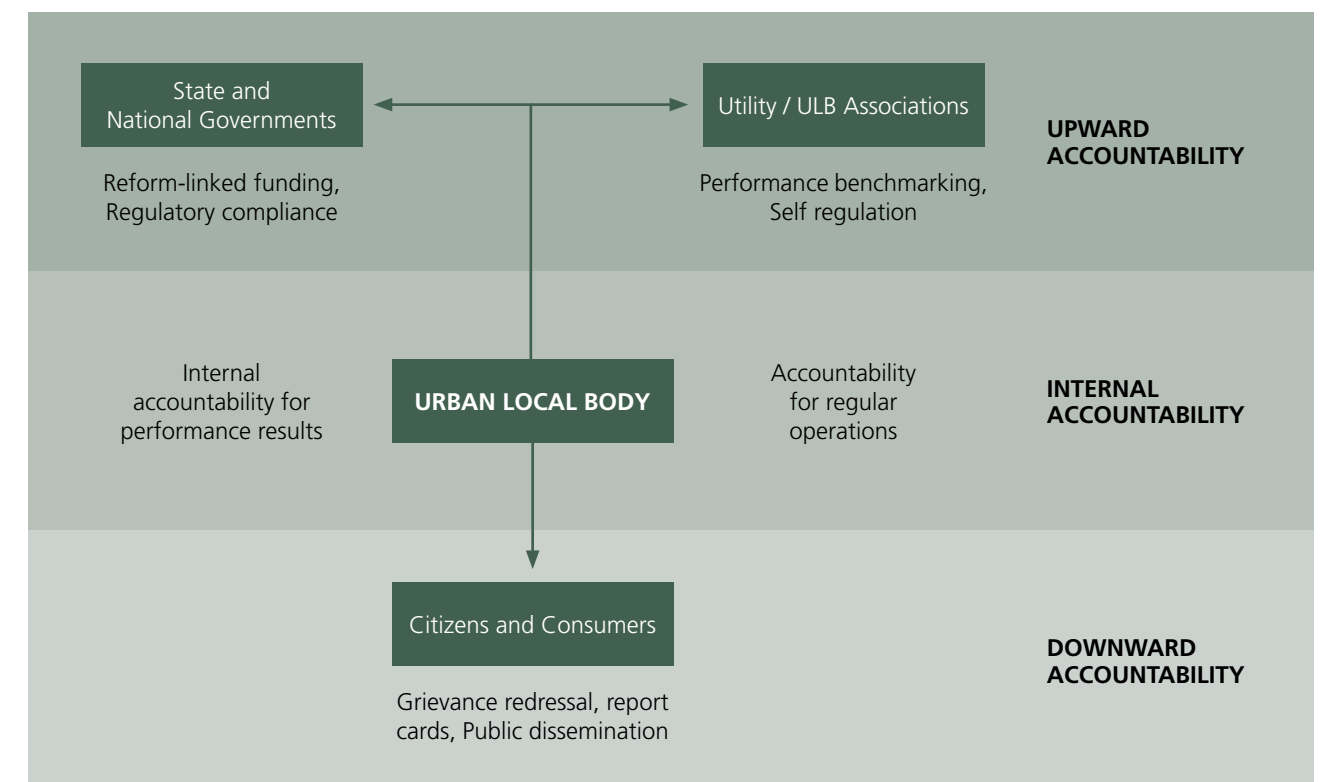 State and
National Governments
Utility / ULB Associations
UPWARD
ACCOUNTABILITY
Reform-linked funding,
Regulatory compliance
Performance benchmarking,
Self regulation
Internal
accountability for
performance results
URBAN LOCAL BODY
Accountability
for regular
operations
INTERNAL
ACCOUNTABILITY
Citizens and Consumers
Grievance redressal, report
cards, Public dissemination
DOWNWARD
ACCOUNTABILITY